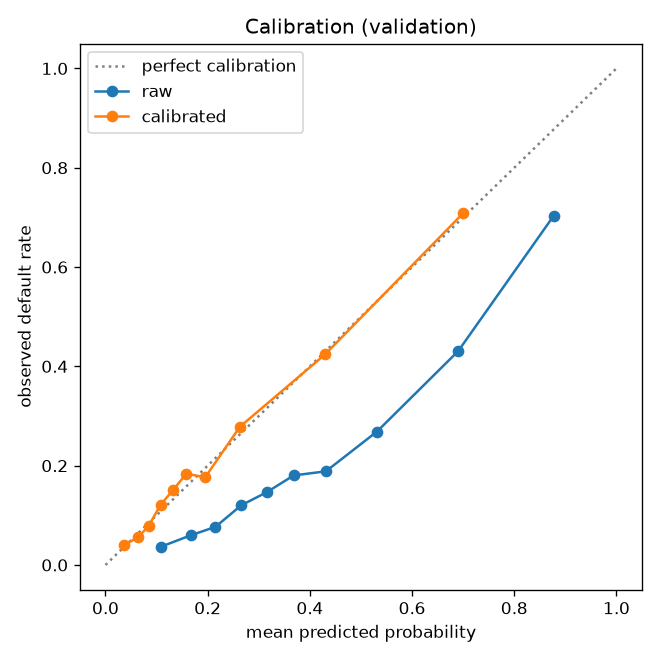 Calibration (validation)
perfect calibration
raw
calibrated
observed default rate
1.0
0.8
0.6
0.4
0.2
0.0
0.0 0.2 0.4 0.6 0.8 1.0
mean predicted probability